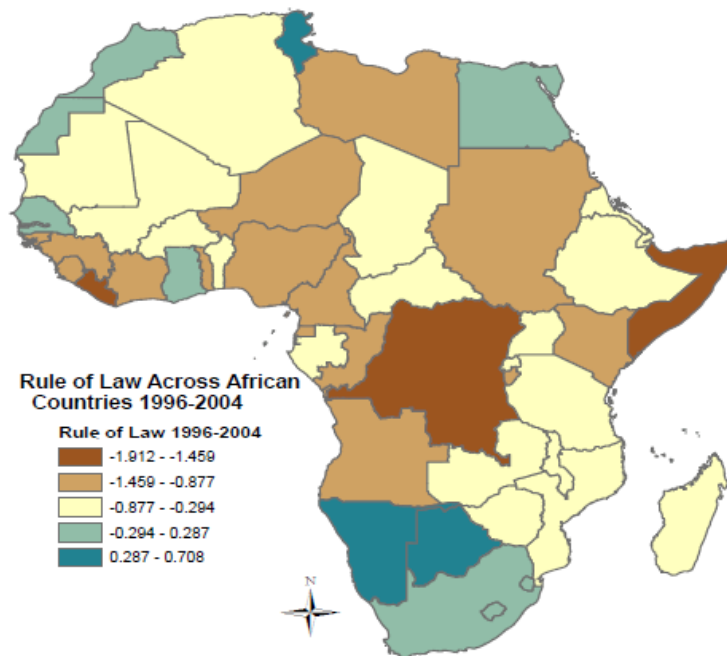 Rule of Law Across African
Countries 1996-2004
Rule of Law 1996-2004
-1.912 - -1.459
-1.459 - -0.877
-0.877 - -0.294
-0.294 - 0.287
0.287 - 0.708
N